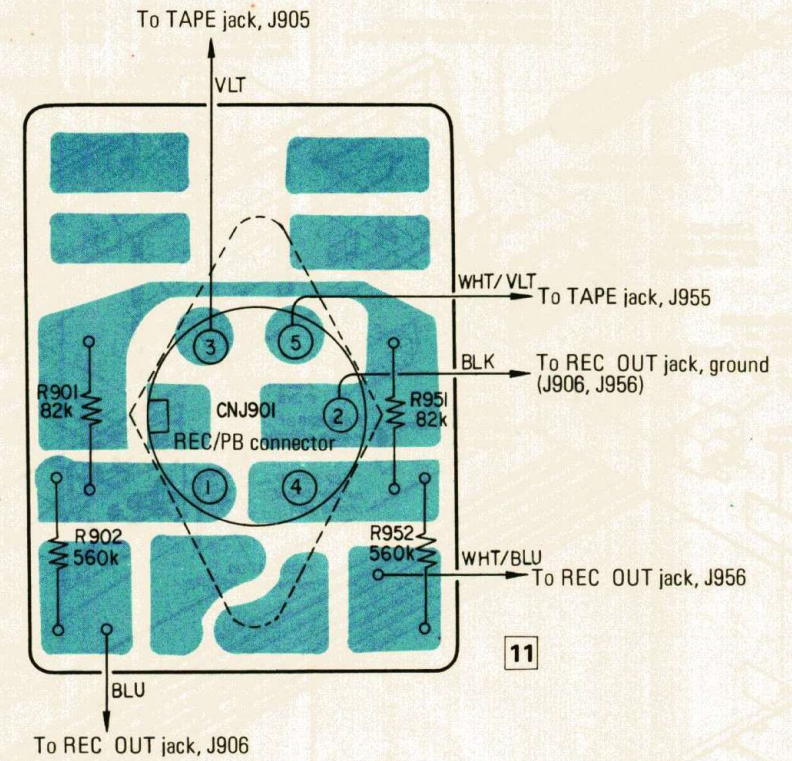 To TAPE jack, J905
VLT
WHT/VLT
To TAPE jack, J955
3
5
BLK
To REC OUT jack, ground
(J906, J956)
R901
82k
CNJ901
2
R951
82k
REC/PB connector
1
4
R902
560k
R952
560k
WHT/BLU
To REC OUT jack, J956
11
BLU
To REC OUT jack, J906